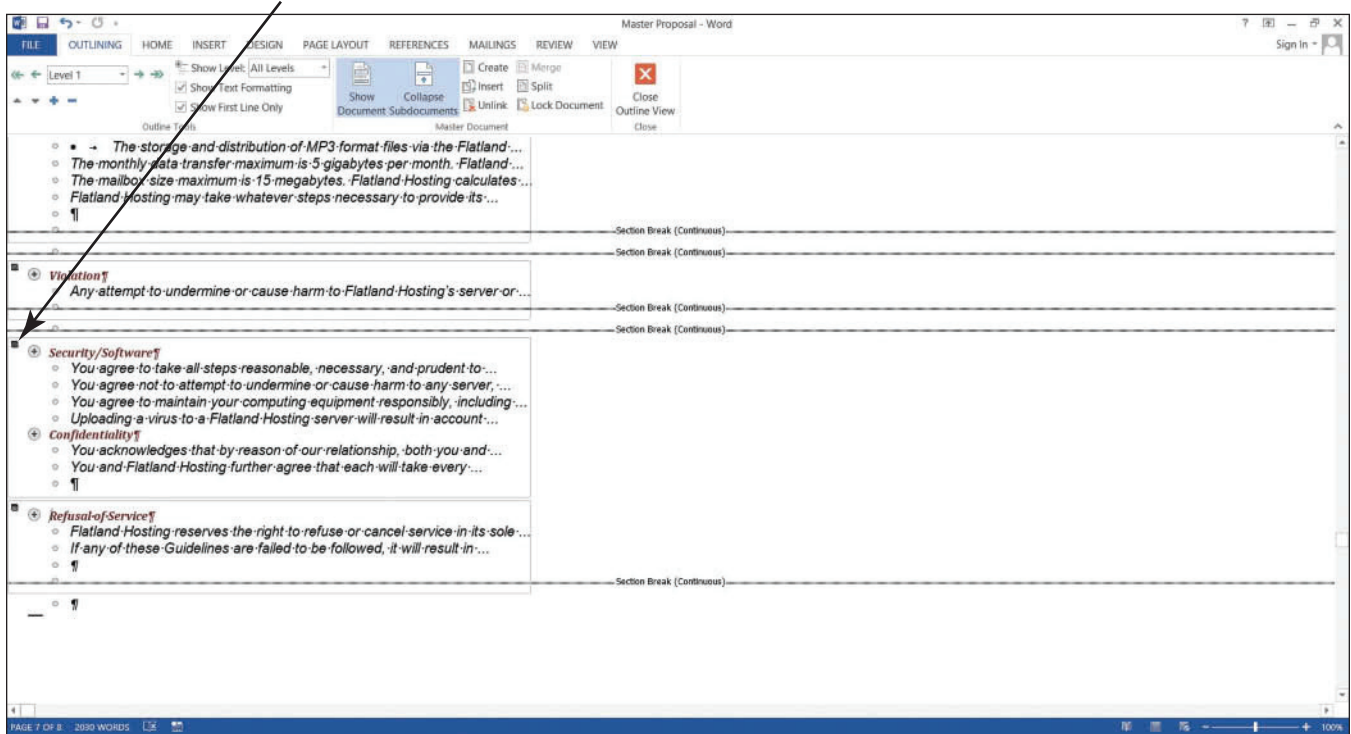 Master Proposal - Word
Sign in
FILE OUTLINING HOME INSERT DESIGN PAGE LAYOUT REFERENCES MAILINGS REVIEW VIEW
Level 1
Show Level: All Levels
Show Text Formatting
Show First Line Only
Outline Tools
Show Document
Collapse Subdocuments
Create
Insert
Unlink
Merge
Split
Lock Document
Master Document
Close Outline View
Close
The·storage·and·distribution·of·MP3·format·files·via·the·Flatland·...
The·monthly·data·transfer·maximum·is·5·gigabytes·per·month.·Flatland·...
The·mailbox·size·maximum·is·15·megabytes.·Flatland·Hosting·calculates·...
Flatland·Hosting·may·take·whatever·steps·necessary·to·provide·its·...
¶
Section Break (Continuous)
Section Break (Continuous)
Violation¶
Any·attempt·to·undermine·or·cause·harm·to·Flatland·Hosting's·server·or·...
Section Break (Continuous)
Section Break (Continuous)
Security/Software¶
You·agree·to·take·all·steps·reasonable,·necessary,·and·prudent·to·...
You·agree·not·to·attempt·to·undermine·or·cause·harm·to·any·server,·...
You·agree·to·maintain·your·computing·equipment·responsibly,·including·...
Uploading·a·virus·to·a·Flatland·Hosting·server·will·result·in·account·...
Confidentiality¶
You·acknowledges·that·by·reason·of·our·relationship,·both·you·and·...
You·and·Flatland·Hosting·further·agree·that·each·will·take·every·...
¶
Refusal·of·Service¶
Flatland·Hosting·reserves·the·right·to·refuse·or·cancel·service·in·its·sole·...
If·any·of·these·Guidelines·are·failed·to·be·followed,·it·will·result·in·...
¶
Section Break (Continuous)
¶
PAGE 7 OF 8 2030 WORDS
100%